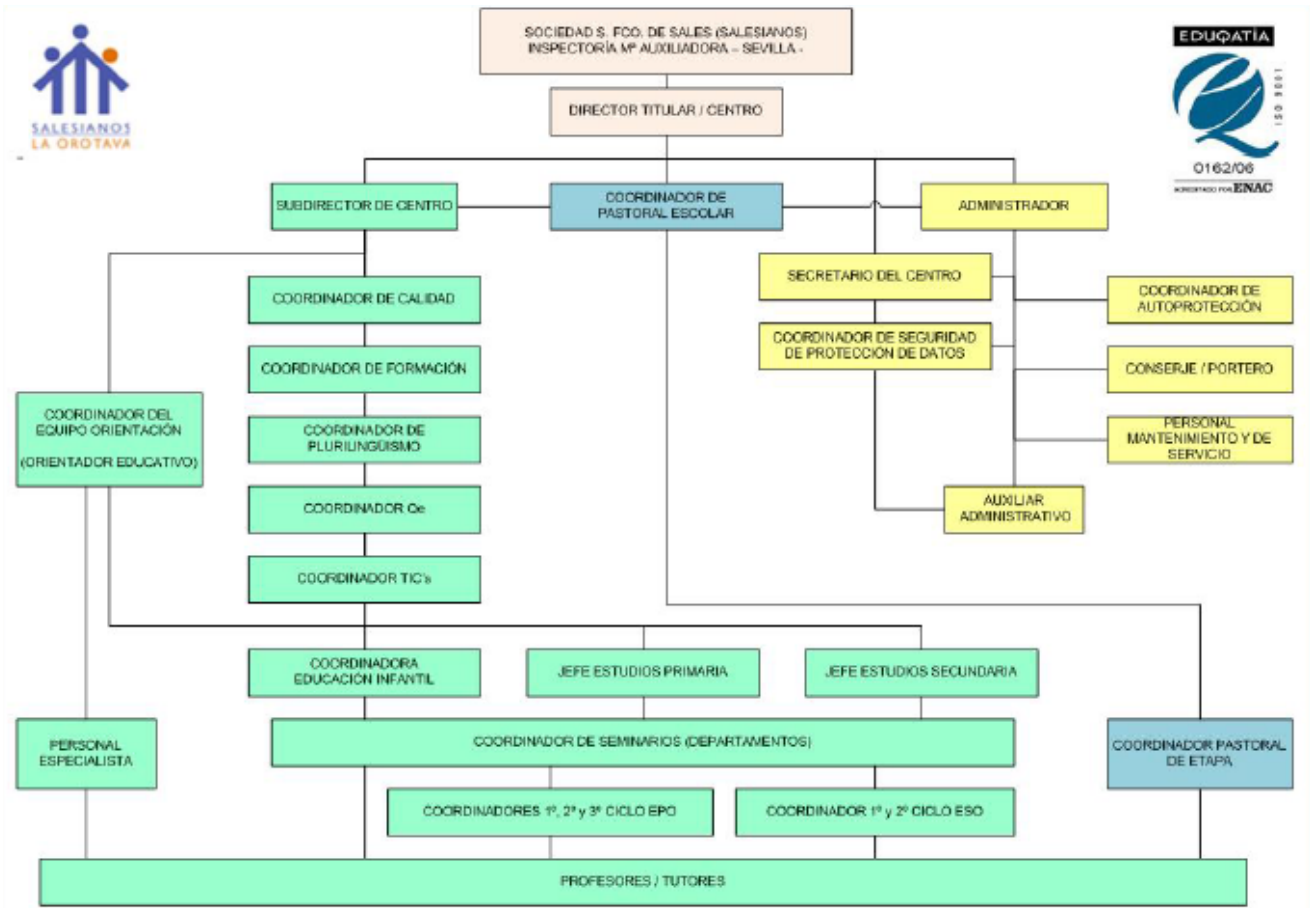 SOCIEDAD S. FCO. DE SALES (SALESIANOS)
INSPECTORÍA Mª AUXILIADORA – SEVILLA -
SALESIANOS
LA OROTAVA
EDUQATÍA
ISO 9001
0162/06
ACREDITADO POR ENAC
DIRECTOR TITULAR / CENTRO
SUBDIRECTOR DE CENTRO
COORDINADOR DE
PASTORAL ESCOLAR
ADMINISTRADOR
COORDINADOR DE CALIDAD
SECRETARIO DEL CENTRO
COORDINADOR DE
AUTOPROTECCIÓN
COORDINADOR DE FORMACIÓN
COORDINADOR DE SEGURIDAD
DE PROTECCIÓN DE DATOS
CONSERJE / PORTERO
COORDINADOR DEL
EQUIPO ORIENTACIÓN
(ORIENTADOR EDUCATIVO)
COORDINADOR DE
PLURILINGÜISMO
PERSONAL
MANTENIMIENTO Y DE
SERVICIO
COORDINADOR Qe
AUXILIAR
ADMINISTRATIVO
COORDINADOR TIC's
COORDINADORA
EDUCACIÓN INFANTIL
JEFE ESTUDIOS PRIMARIA
JEFE ESTUDIOS SECUNDARIA
PERSONAL
ESPECIALISTA
COORDINADOR DE SEMINARIOS (DEPARTAMENTOS)
COORDINADOR PASTORAL
DE ETAPA
COORDINADORES 1º, 2º y 3º CICLO EPO
COORDINADOR 1º y 2º CICLO ESO
PROFESORES / TUTORES